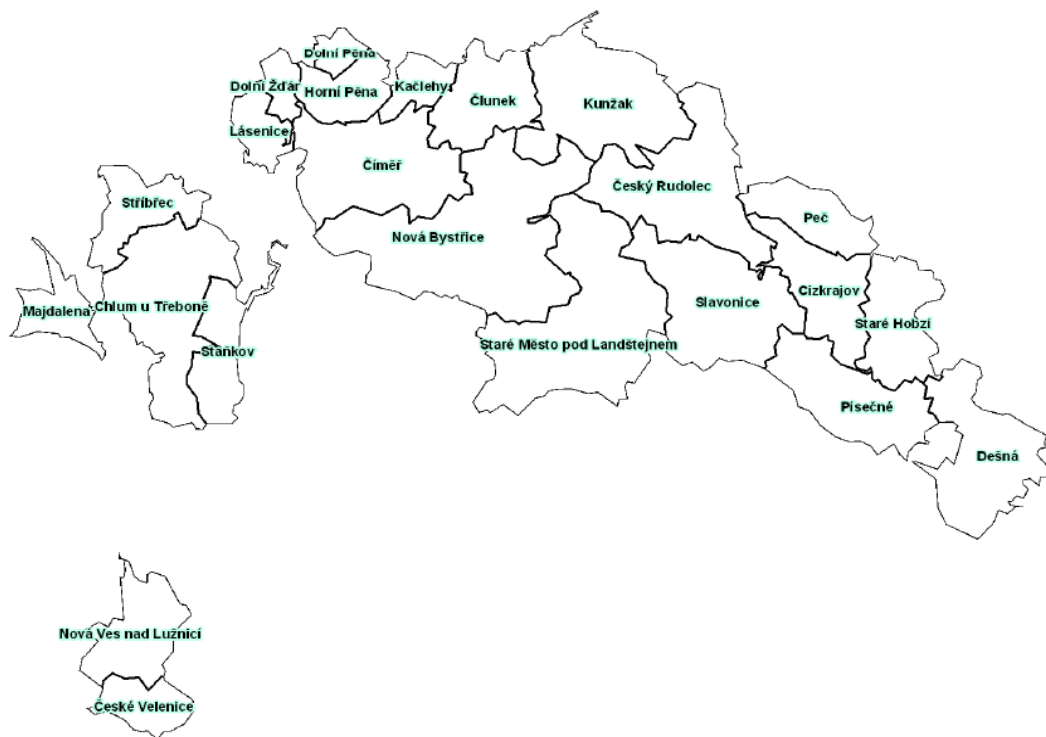 Dolní Pěna
Dolní Žďár
Horní Pěna
Kačlehy
Člunek
Kunžak
Lásenice
Číměř
Český Rudolec
Stříbřec
Peč
Nová Bystřice
Majdalena
Chlum u Třeboně
Slavonice
Cizkrajov
Staré Hobzí
Staňkov
Staré Město pod Landštejnem
Písečné
Dešná
Nová Ves nad Lužnicí
České Velenice